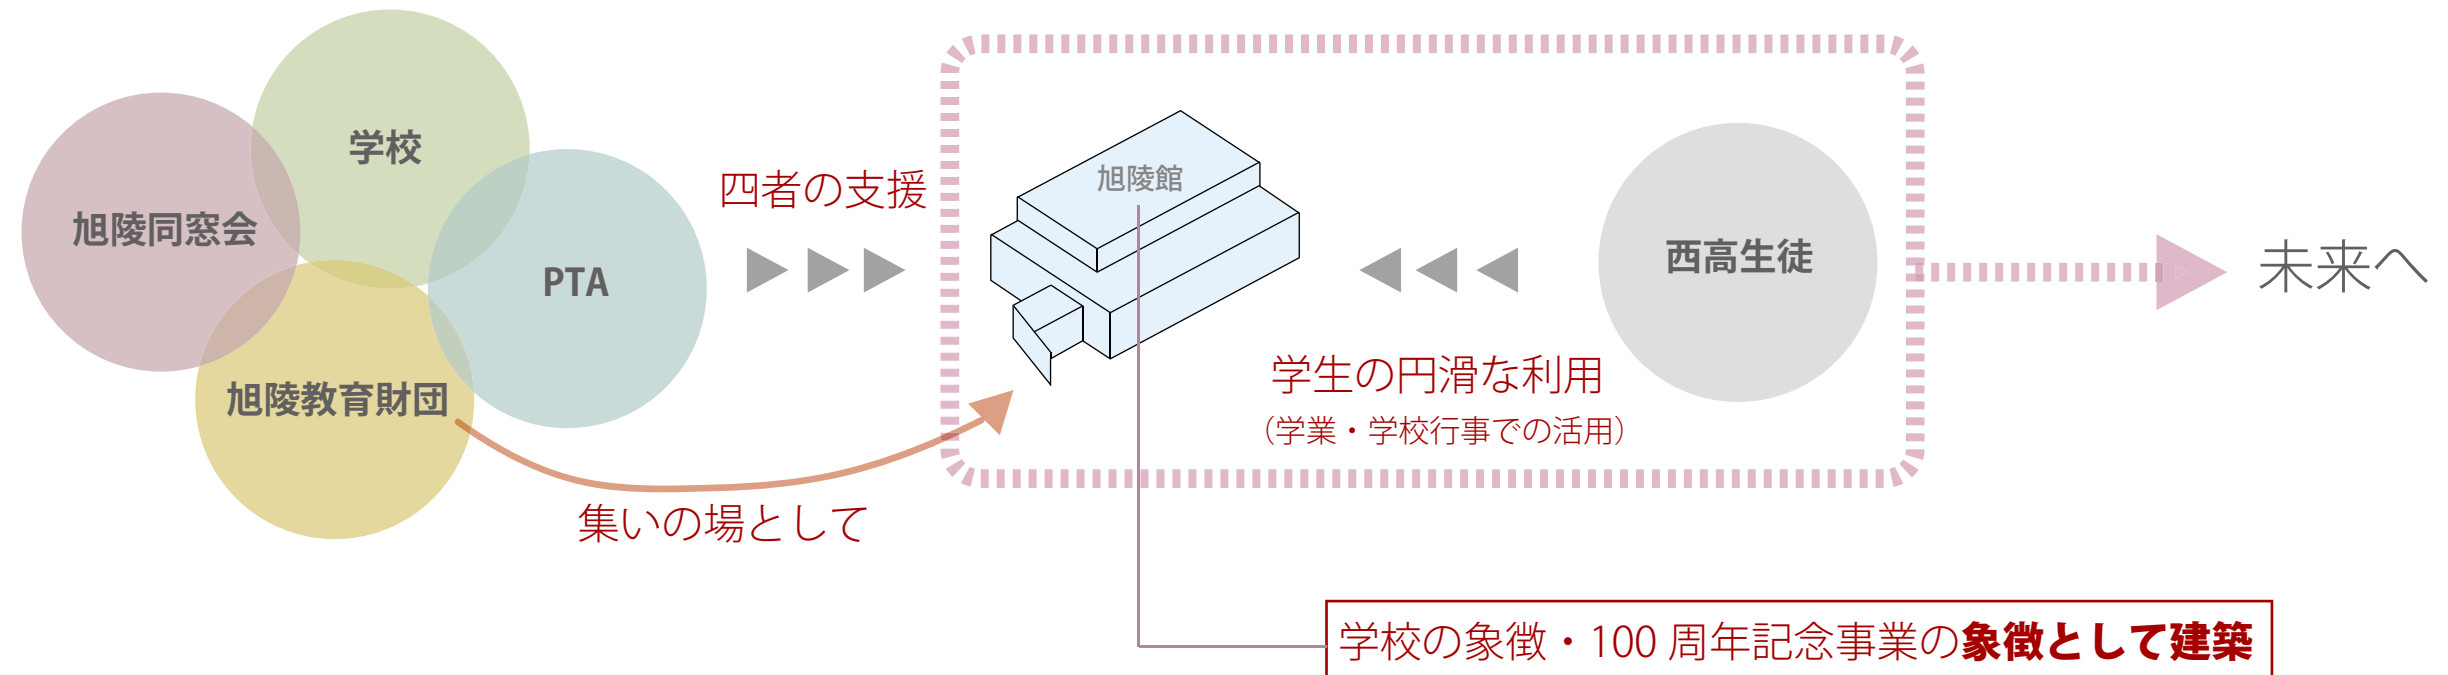 学校
旭陵同窓会
PTA
旭陵教育財団
四者の支援
集いの場として
旭陵館
西高生徒
学生の円滑な利用
（学業・学校行事での活用）
未来へ
学校の象徴・100 周年記念事業の象徴として建築